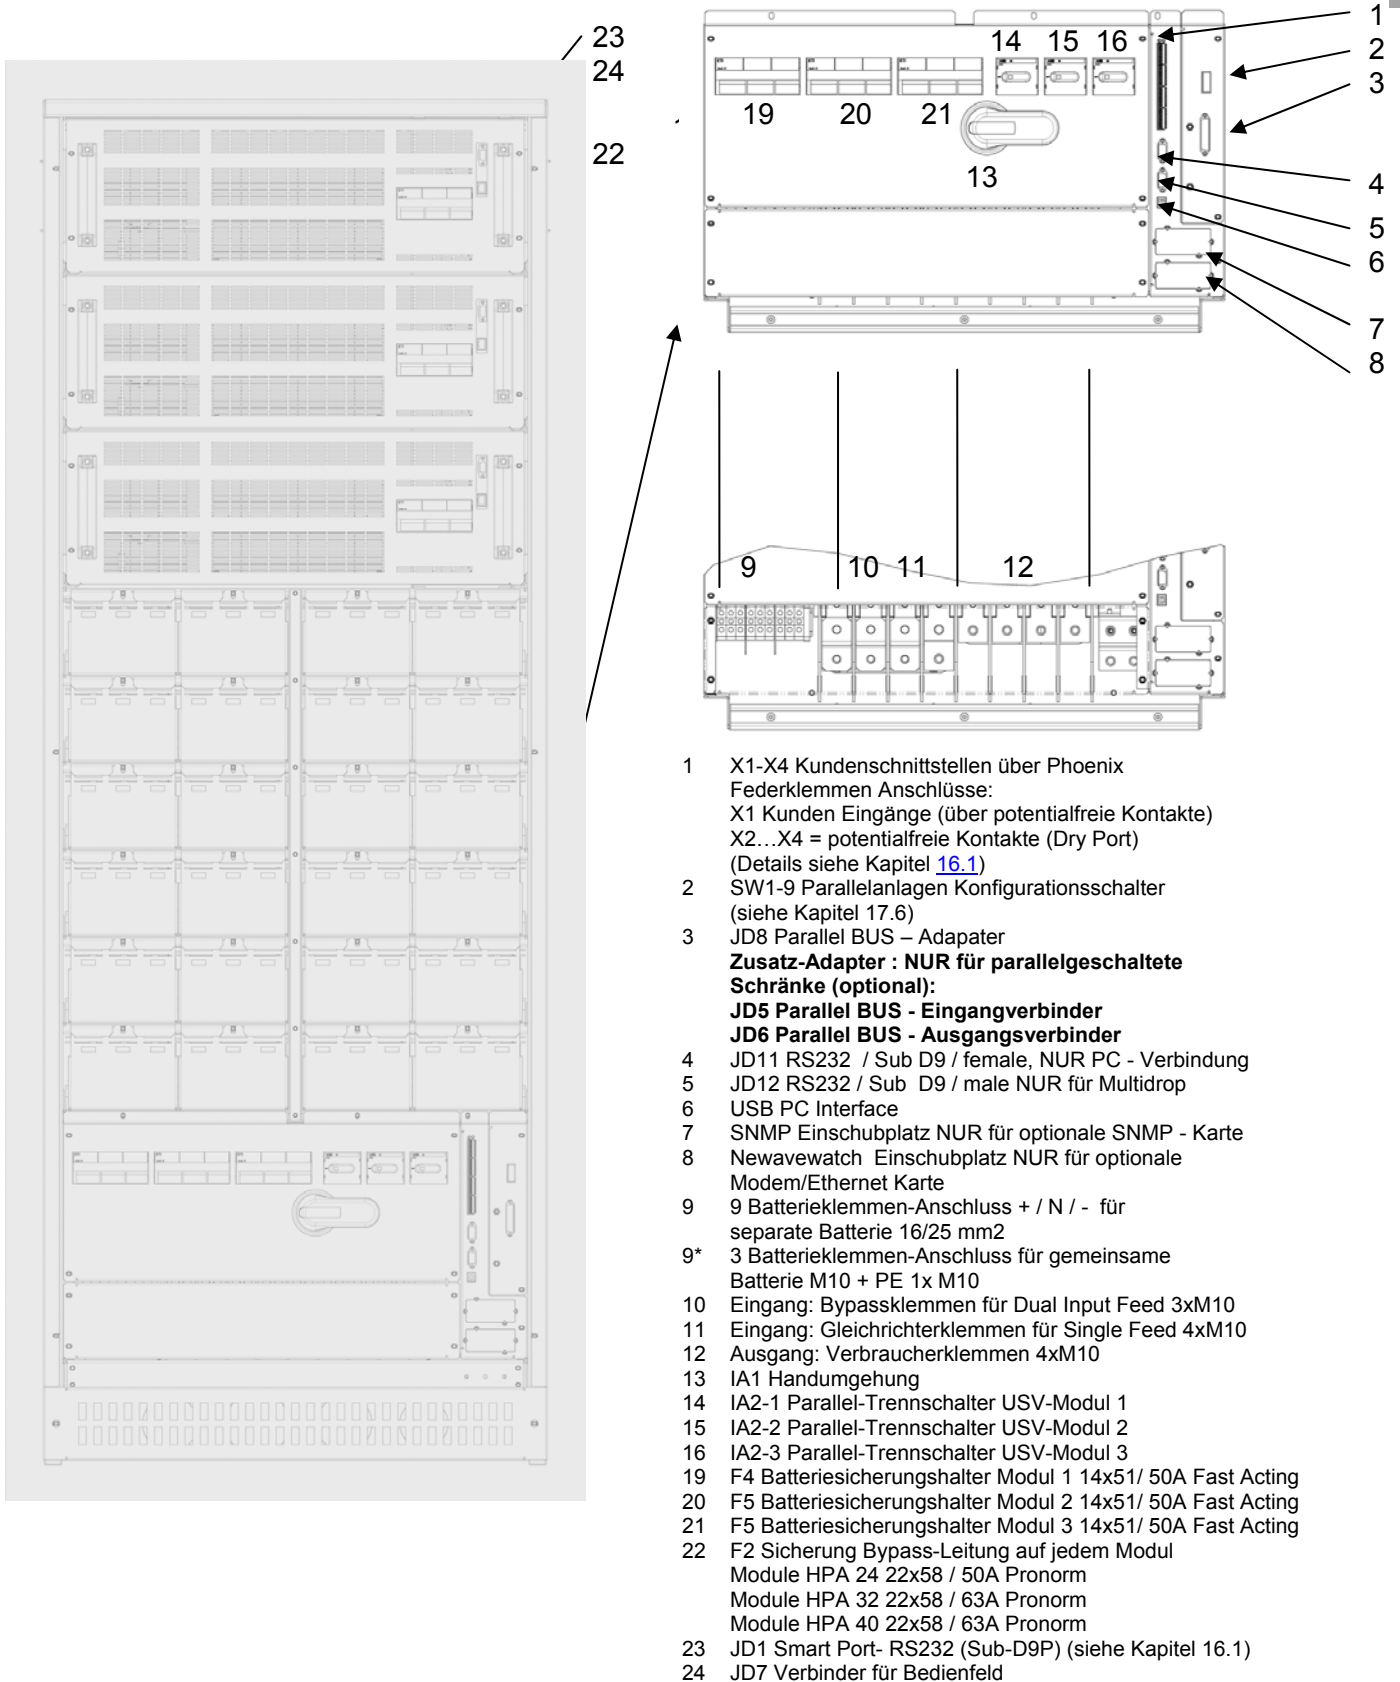 23
24
22
14 15 16
19 20 21
13
1
2
3
4
5
6
7
8
9 10 11 12
1 X1-X4 Kundenschnittstellen über Phoenix
Federklemmen Anschlüsse:
X1 Kunden Eingänge (über potentialfreie Kontakte)
X2…X4 = potentialfreie Kontakte (Dry Port)
(Details siehe Kapitel 16.1)
2 SW1-9 Parallelanlagen Konfigurationsschalter
(siehe Kapitel 17.6)
3 JD8 Parallel BUS – Adapater
Zusatz-Adapter : NUR für parallelgeschaltete
Schränke (optional):
JD5 Parallel BUS - Eingangverbinder
JD6 Parallel BUS - Ausgangsverbinder
4 JD11 RS232 / Sub D9 / female, NUR PC - Verbindung
5 JD12 RS232 / Sub D9 / male NUR für Multidrop
6 USB PC Interface
7 SNMP Einschubplatz NUR für optionale SNMP - Karte
8 Newavewatch Einschubplatz NUR für optionale
Modem/Ethernet Karte
9 9 Batterieklemmen-Anschluss + / N / - für
separate Batterie 16/25 mm2
9* 3 Batterieklemmen-Anschluss für gemeinsame
Batterie M10 + PE 1x M10
10 Eingang: Bypassklemmen für Dual Input Feed 3xM10
11 Eingang: Gleichrichterklemmen für Single Feed 4xM10
12 Ausgang: Verbraucherklemmen 4xM10
13 IA1 Handumgehung
14 IA2-1 Parallel-Trennschalter USV-Modul 1
15 IA2-2 Parallel-Trennschalter USV-Modul 2
16 IA2-3 Parallel-Trennschalter USV-Modul 3
19 F4 Batteriesicherungshalter Modul 1 14x51/ 50A Fast Acting
20 F5 Batteriesicherungshalter Modul 2 14x51/ 50A Fast Acting
21 F5 Batteriesicherungshalter Modul 3 14x51/ 50A Fast Acting
22 F2 Sicherung Bypass-Leitung auf jedem Modul
Module HPA 24 22x58 / 50A Pronorm
Module HPA 32 22x58 / 63A Pronorm
Module HPA 40 22x58 / 63A Pronorm
23 JD1 Smart Port- RS232 (Sub-D9P) (siehe Kapitel 16.1)
24 JD7 Verbinder für Bedienfeld